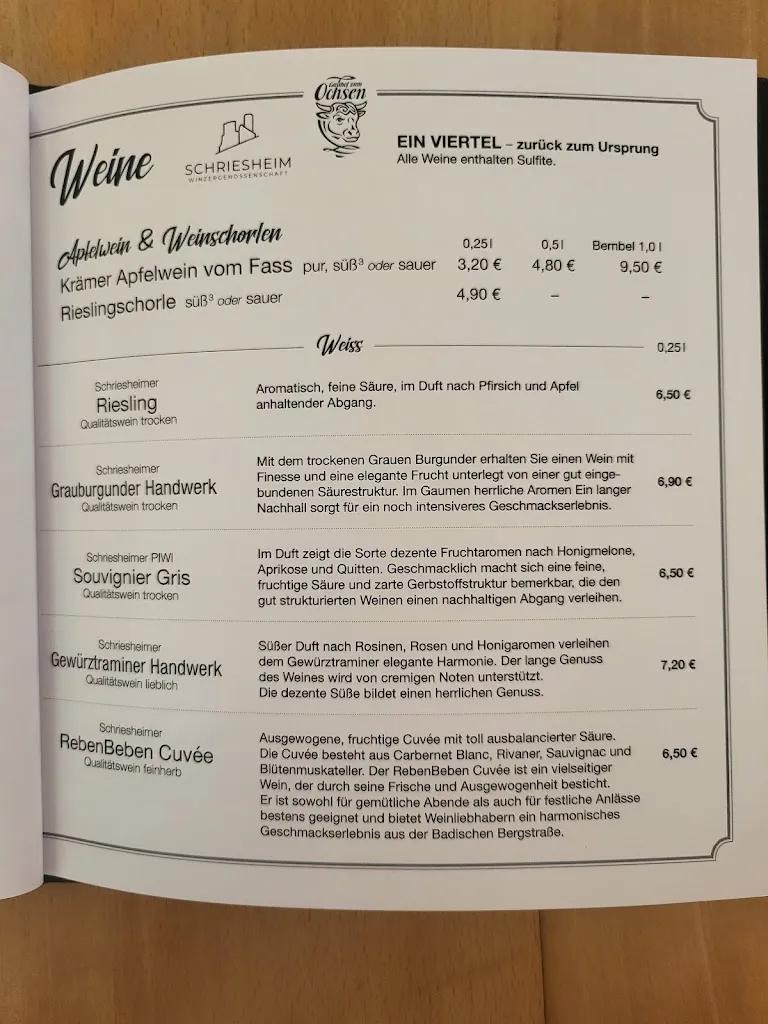 Gasthof zum
Ochsen
Weine
SCHRIESHEIM
WINZERGENOSSENSCHAFT
EIN VIERTEL – zurück zum Ursprung
Alle Weine enthalten Sulfite.
Apfelwein & Weinschorlen
0,25 l 0,5 l Bembel 1,0 l
Krämer Apfelwein vom Fass pur, süß³ oder sauer 3,20 € 4,80 € 9,50 €
Rieslingschorle süß³ oder sauer 4,90 € – –
Weiss 0,25 l
Schriesheimer
Riesling
Qualitätswein trocken
Aromatisch, feine Säure, im Duft nach Pfirsich und Apfel
anhaltender Abgang.
6,50 €
Schriesheimer
Grauburgunder Handwerk
Qualitätswein trocken
Mit dem trockenen Grauen Burgunder erhalten Sie einen Wein mit
Finesse und eine elegante Frucht unterlegt von einer gut einge-
bundenen Säurestruktur. Im Gaumen herrliche Aromen Ein langer
Nachhall sorgt für ein noch intensiveres Geschmackserlebnis.
6,90 €
Schriesheimer PIWI
Souvignier Gris
Qualitätswein trocken
Im Duft zeigt die Sorte dezente Fruchtaromen nach Honigmelone,
Aprikose und Quitten. Geschmacklich macht sich eine feine,
fruchtige Säure und zarte Gerbstoffstruktur bemerkbar, die den
gut strukturierten Weinen einen nachhaltigen Abgang verleihen.
6,50 €
Schriesheimer
Gewürztraminer Handwerk
Qualitätswein lieblich
Süßer Duft nach Rosinen, Rosen und Honigaromen verleihen
dem Gewürztraminer elegante Harmonie. Der lange Genuss
des Weines wird von cremigen Noten unterstützt.
Die dezente Süße bildet einen herrlichen Genuss.
7,20 €
Schriesheimer
RebenBeben Cuvée
Qualitätswein feinherb
Ausgewogene, fruchtige Cuvée mit toll ausbalancierter Säure.
Die Cuvée besteht aus Carbernet Blanc, Rivaner, Sauvignac und
Blütenmuskateller. Der RebenBeben Cuvée ist ein vielseitiger
Wein, der durch seine Frische und Ausgewogenheit besticht.
Er ist sowohl für gemütliche Abende als auch für festliche Anlässe
bestens geeignet und bietet Weinliebhabern ein harmonisches
Geschmackserlebnis aus der Badischen Bergstraße.
6,50 €